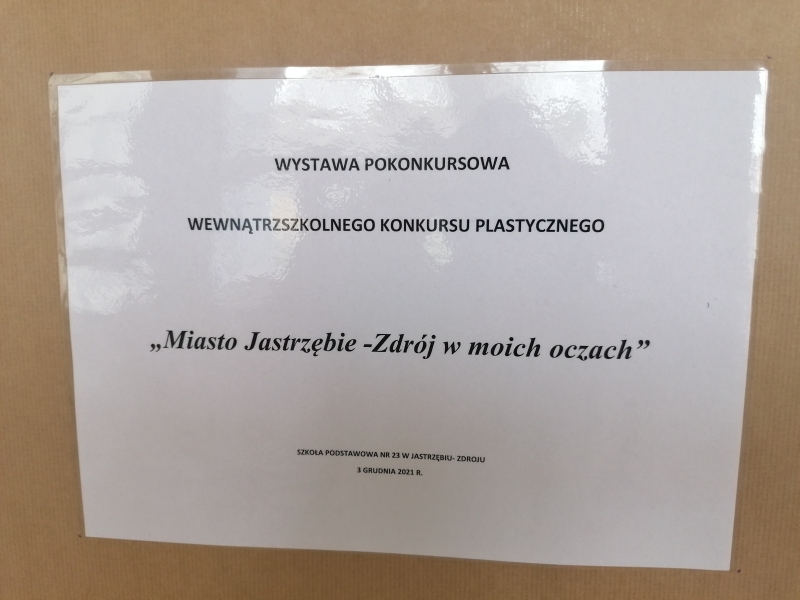 WYSTAWA POKONKURSOWA
WEWNĄTRZSZKOLNEGO KONKURSU PLASTYCZNEGO
„Miasto Jastrzębie -Zdrój w moich oczach”
SZKOŁA PODSTAWOWA NR 23 W JASTRZĘBIU- ZDROJU
3 GRUDNIA 2021 R.